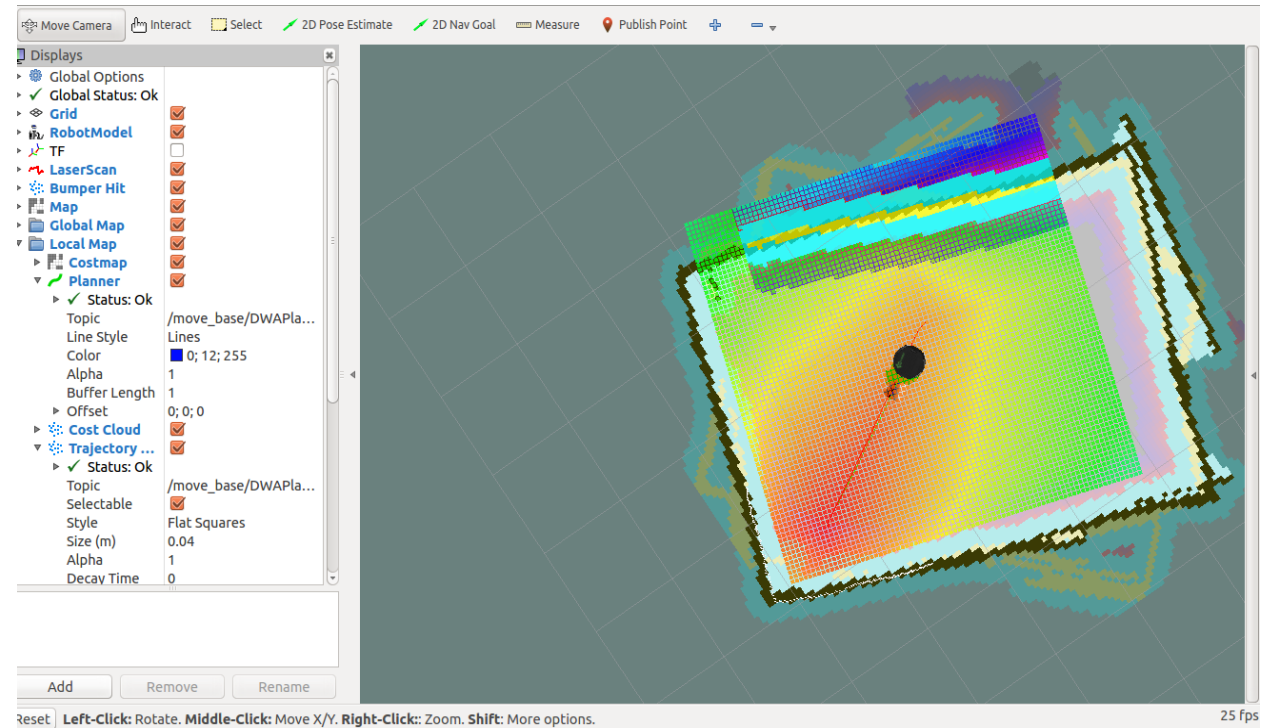 Move Camera Interact Select 2D Pose Estimate 2D Nav Goal Measure Publish Point
Displays
Global Options
Global Status: Ok
Grid
RobotModel
TF
LaserScan
Bumper Hit
Map
Global Map
Local Map
Costmap
Planner
Status: Ok
Topic /move_base/DWAPla...
Line Style Lines
Color 0; 12; 255
Alpha 1
Buffer Length 1
Offset 0; 0; 0
Cost Cloud
Trajectory ...
Status: Ok
Topic /move_base/DWAPla...
Selectable
Style Flat Squares
Size (m) 0.04
Alpha 1
Decay Time 0
Add Remove Rename
Reset Left-Click: Rotate. Middle-Click: Move X/Y. Right-Click:: Zoom. Shift: More options. 25 fps